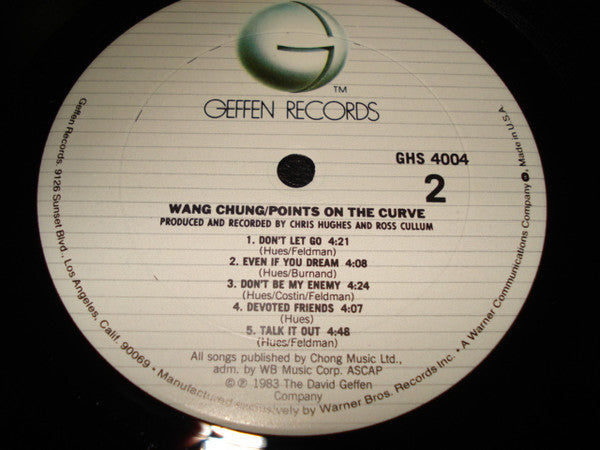 G
TM
GEFFEN RECORDS
GHS 4004
2
WANG CHUNG/POINTS ON THE CURVE
PRODUCED AND RECORDED BY CHRIS HUGHES AND ROSS CULLUM
1. DON'T LET GO 4:21
(Hues/Feldman)
2. EVEN IF YOU DREAM 4:08
(Hues/Burnand)
3. DON'T BE MY ENEMY 4:24
(Hues/Costin/Feldman)
4. DEVOTED FRIENDS 4:07
(Hues)
5. TALK IT OUT 4:48
(Hues/Feldman)
All songs published by Chong Music Ltd.,
adm. by WB Music Corp. ASCAP
© ℗ 1983 The David Geffen
Company
Geffen Records, 9126 Sunset Blvd., Los Angeles, Calif. 90069 • Manufactured exclusively by Warner Bros. Records Inc. • A Warner Communications Company. Made in U.S.A.